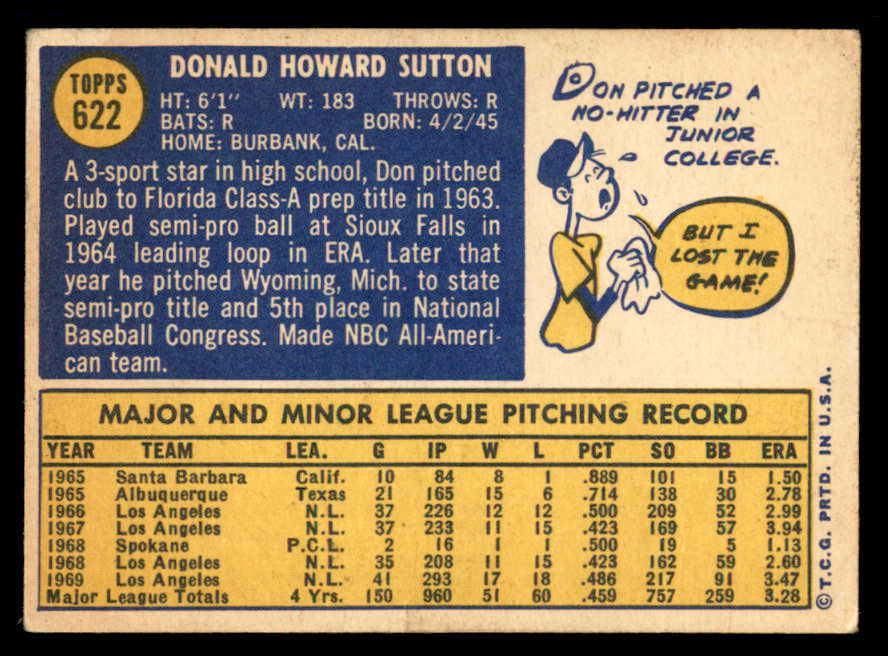 TOPPS
622
DONALD HOWARD SUTTON
HT: 6'1" WT: 183 THROWS: R
BATS: R BORN: 4/2/45
HOME: BURBANK, CAL.
A 3-sport star in high school, Don pitched
club to Florida Class-A prep title in 1963.
Played semi-pro ball at Sioux Falls in
1964 leading loop in ERA. Later that
year he pitched Wyoming, Mich. to state
semi-pro title and 5th place in National
Baseball Congress. Made NBC All-Ameri-
can team.
DON PITCHED A
NO-HITTER IN
JUNIOR
COLLEGE.
BUT I
LOST THE
GAME!
MAJOR AND MINOR LEAGUE PITCHING RECORD
YEAR TEAM LEA. G IP W L PCT SO BB ERA
1965 Santa Barbara Calif. 10 84 8 1 .889 101 15 1.50
1965 Albuquerque Texas 21 165 15 6 .714 138 30 2.78
1966 Los Angeles N.L. 37 226 12 12 .500 209 52 2.99
1967 Los Angeles N.L. 37 233 11 15 .423 169 57 3.94
1968 Spokane P.C.L. 2 16 1 1 .500 19 5 1.13
1968 Los Angeles N.L. 35 208 11 15 .423 162 59 2.60
1969 Los Angeles N.L. 41 293 17 18 .486 217 91 3.47
Major League Totals 4 Yrs. 150 960 51 60 .459 757 259 3.28
© T.C.G. PRTD. IN U.S.A.